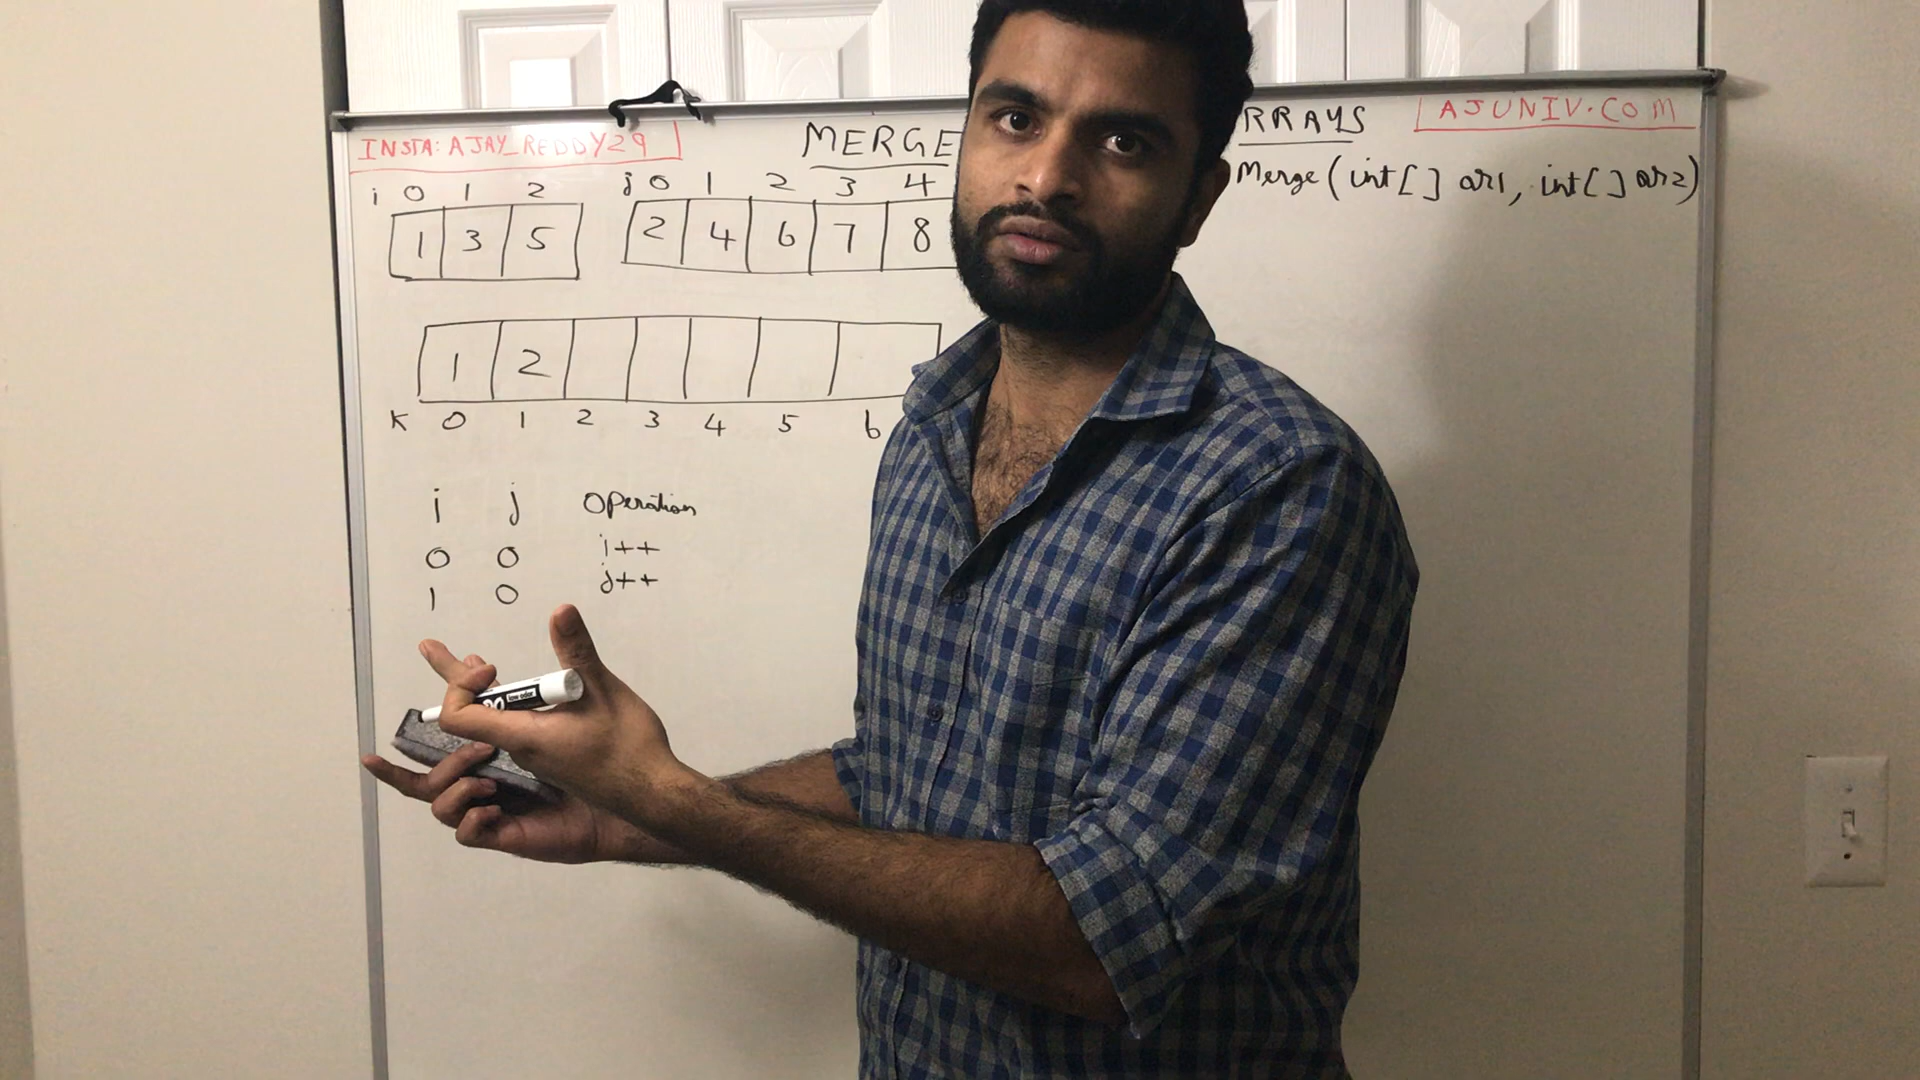 INSTA: AJAY_REDDY29
MERGE RRAYS
AJUNIV.COM
Merge (int[] ar1, int[] ar2)
i 0 1 2
1 3 5
j 0 1 2 3 4
2 4 6 7 8
1 2
K 0 1 2 3 4 5 6
i j Operation
0 0 i++
1 0 j++